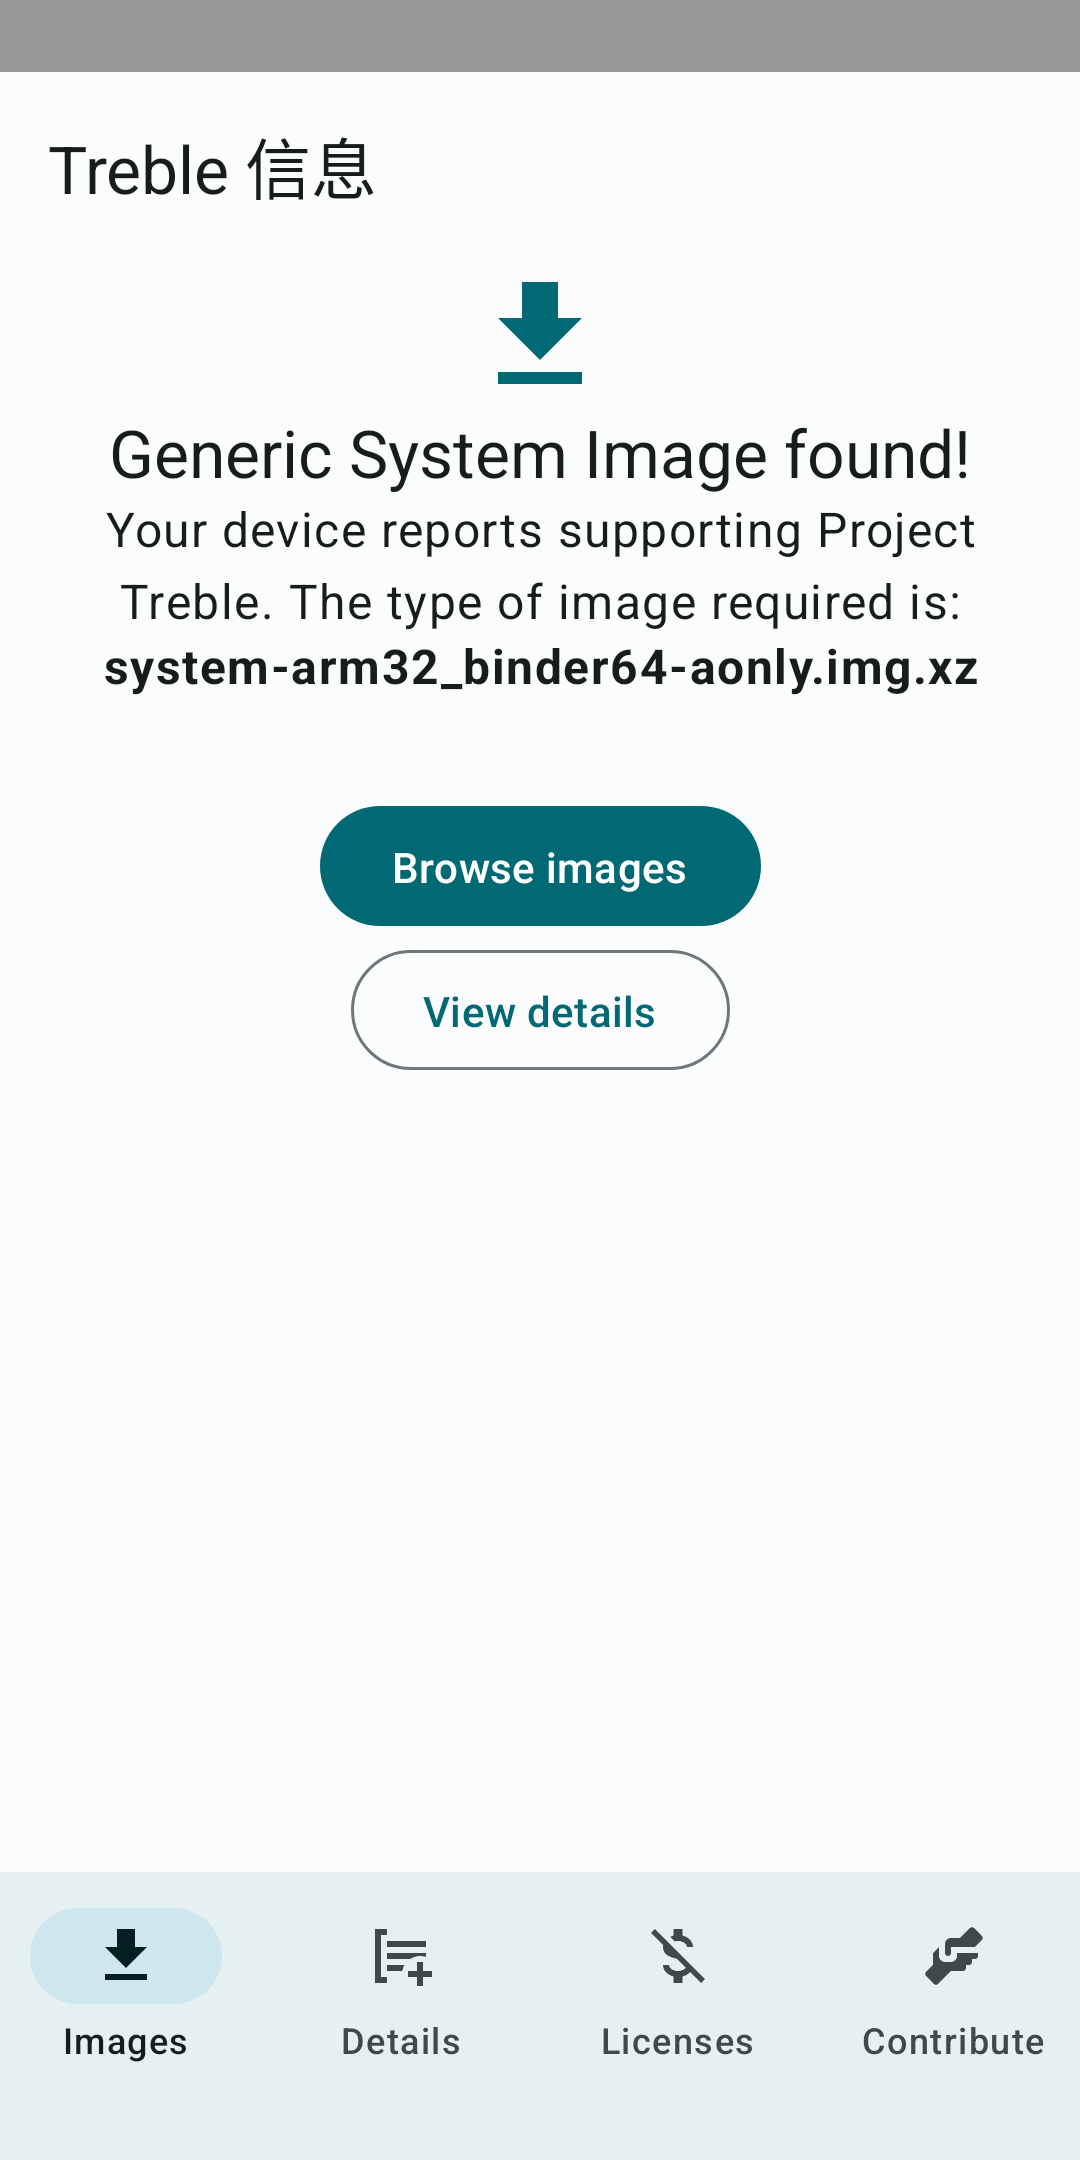 Treble 信息
Generic System Image found!
Your device reports supporting Project
Treble. The type of image required is:
system-arm32_binder64-aonly.img.xz
Browse images
View details
Images
Details
Licenses
Contribute